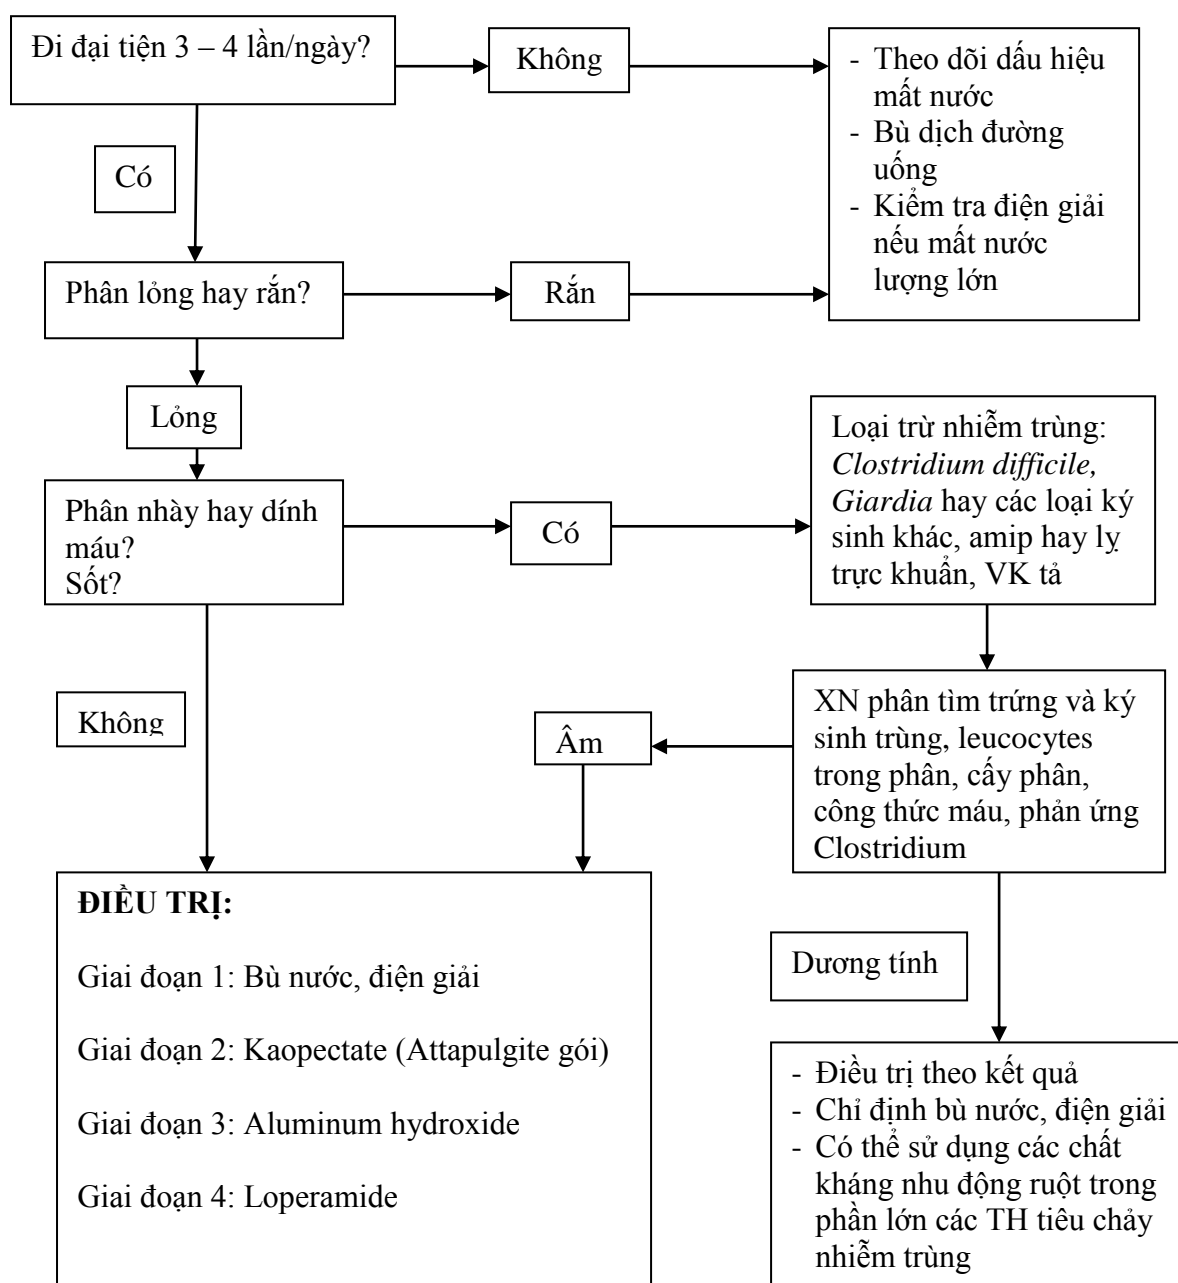 Đi đại tiện 3 – 4 lần/ngày?
Không
- Theo dõi dấu hiệu
mất nước
- Bù dịch đường
uống
- Kiểm tra điện giải
nếu mất nước
lượng lớn
Có
Phân lỏng hay rắn?
Rắn
Lỏng
Phân nhày hay dính
máu?
Sốt?
Có
Loại trừ nhiễm trùng:
Clostridium difficile,
Giardia hay các loại ký
sinh khác, amip hay lỵ
trực khuẩn, VK tả
Không
Âm
XN phân tìm trứng và ký
sinh trùng, leucocytes
trong phân, cấy phân,
công thức máu, phản ứng
Clostridium
ĐIỀU TRỊ:
Giai đoạn 1: Bù nước, điện giải
Giai đoạn 2: Kaopectate (Attapulgite gói)
Giai đoạn 3: Aluminum hydroxide
Giai đoạn 4: Loperamide
Dương tính
- Điều trị theo kết quả
- Chỉ định bù nước, điện giải
- Có thể sử dụng các chất
kháng nhu động ruột trong
phần lớn các TH tiêu chảy
nhiễm trùng